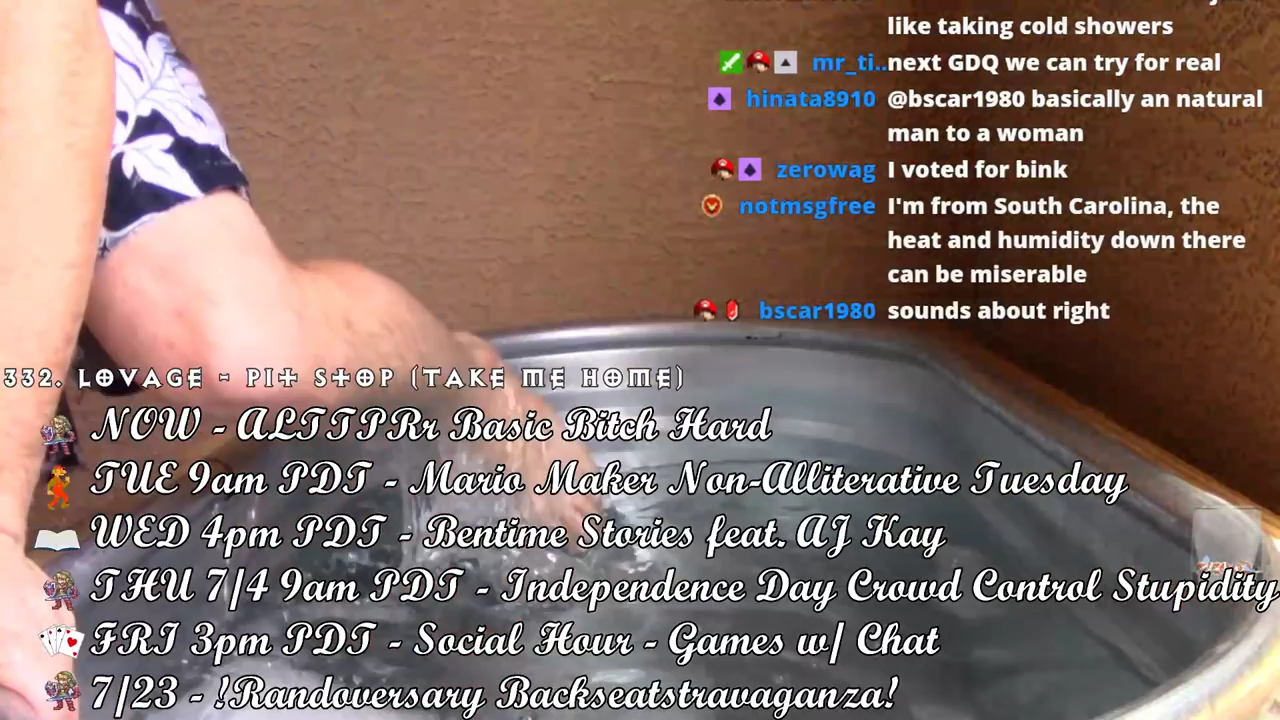 like taking cold showers
mr_ti.. next GDQ we can try for real
hinata8910 @bscar1980 basically an natural
man to a woman
zerowag I voted for bink
notmsgfree I'm from South Carolina, the
heat and humidity down there
can be miserable
bscar1980 sounds about right
332. LOVAGE - PIT STOP (TAKE ME HOME)
NOW - ALTTPRr Basic Bitch Hard
TUE 9am PDT - Mario Maker Non-Alliterative Tuesday
WED 4pm PDT - Bentime Stories feat. AJ Kay
THU 7/4 9am PDT - Independence Day Crowd Control Stupidity
FRI 3pm PDT - Social Hour - Games w/ Chat
7/23 - !Randoversary Backseatstravaganza!